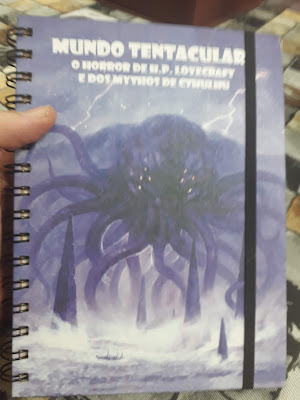 MUNDO TENTACULAR
O HORROR DE H.P. LOVECRAFT
E DOS MYTHOS DE CTHULHU